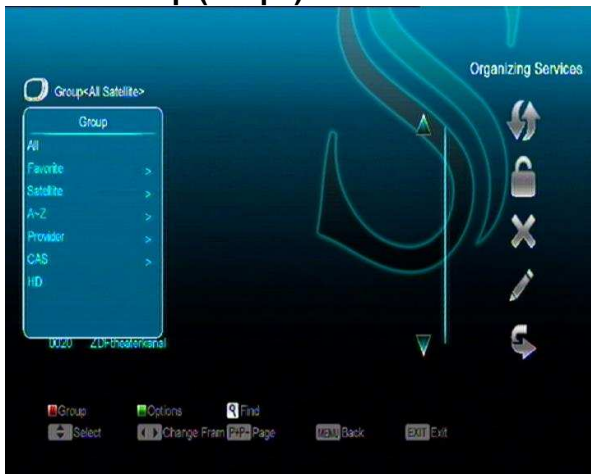 Organizing Services
Group<All Satellite>
Group
All
Favorite >
Satellite >
A~Z >
Provider >
CAS >
HD
0020 ZDFtheaterkanal
Group Options Find
Select Change Fram P+P- Page MENU Back EXIT Exit